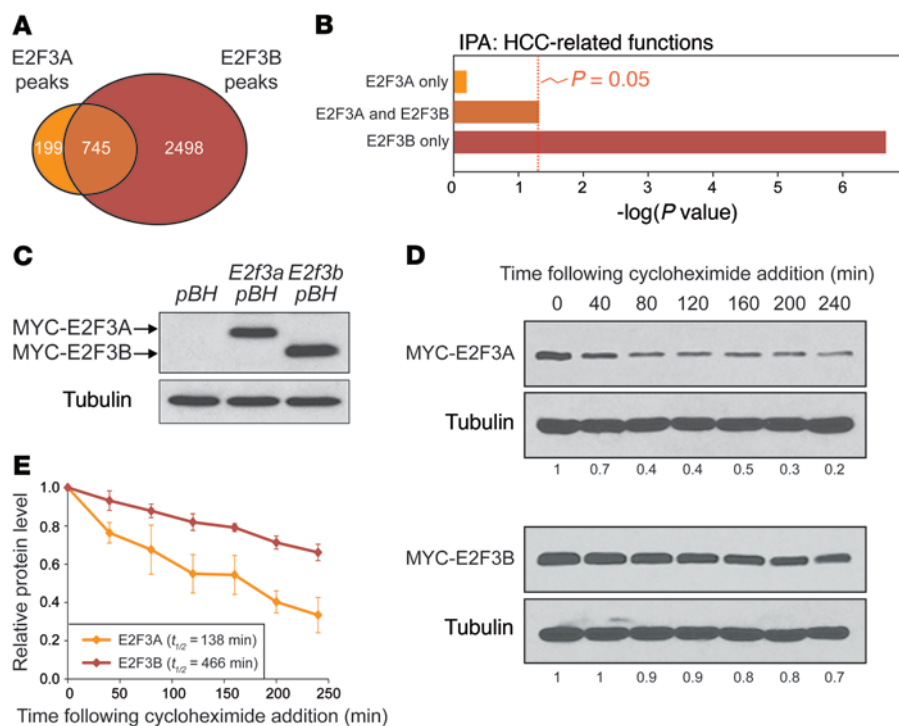 A
E2F3A
peaks
E2F3B
peaks
199
745
2498
B
IPA: HCC-related functions
E2F3A only
E2F3A and E2F3B
E2F3B only
P = 0.05
0 1 2 3 4 5 6
-log(P value)
C
pBH
E2f3a
pBH
E2f3b
pBH
MYC-E2F3A
MYC-E2F3B
Tubulin
D
Time following cycloheximide addition (min)
0 40 80 120 160 200 240
MYC-E2F3A
Tubulin
1 0.7 0.4 0.4 0.5 0.3 0.2
MYC-E2F3B
Tubulin
1 1 0.9 0.9 0.8 0.8 0.7
E
Relative protein level
1.0
0.8
0.6
0.4
0.2
0.0
E2F3A (t1/2 = 138 min)
E2F3B (t1/2 = 466 min)
0 50 100 150 200 250
Time following cycloheximide addition (min)